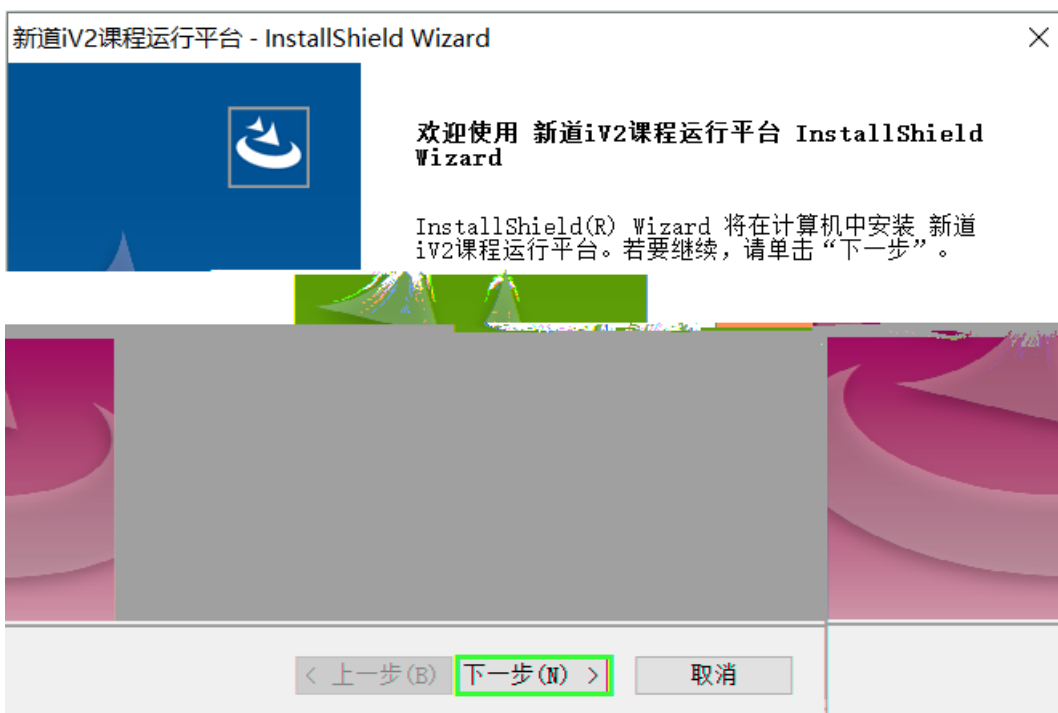 新道iV2课程运行平台 - InstallShield Wizard
欢迎使用 新道iV2课程运行平台 InstallShield
Wizard
InstallShield(R) Wizard 将在计算机中安装 新道
iV2课程运行平台。若要继续，请单击“下一步”。
< 上一步(B) 下一步(N) > 取消